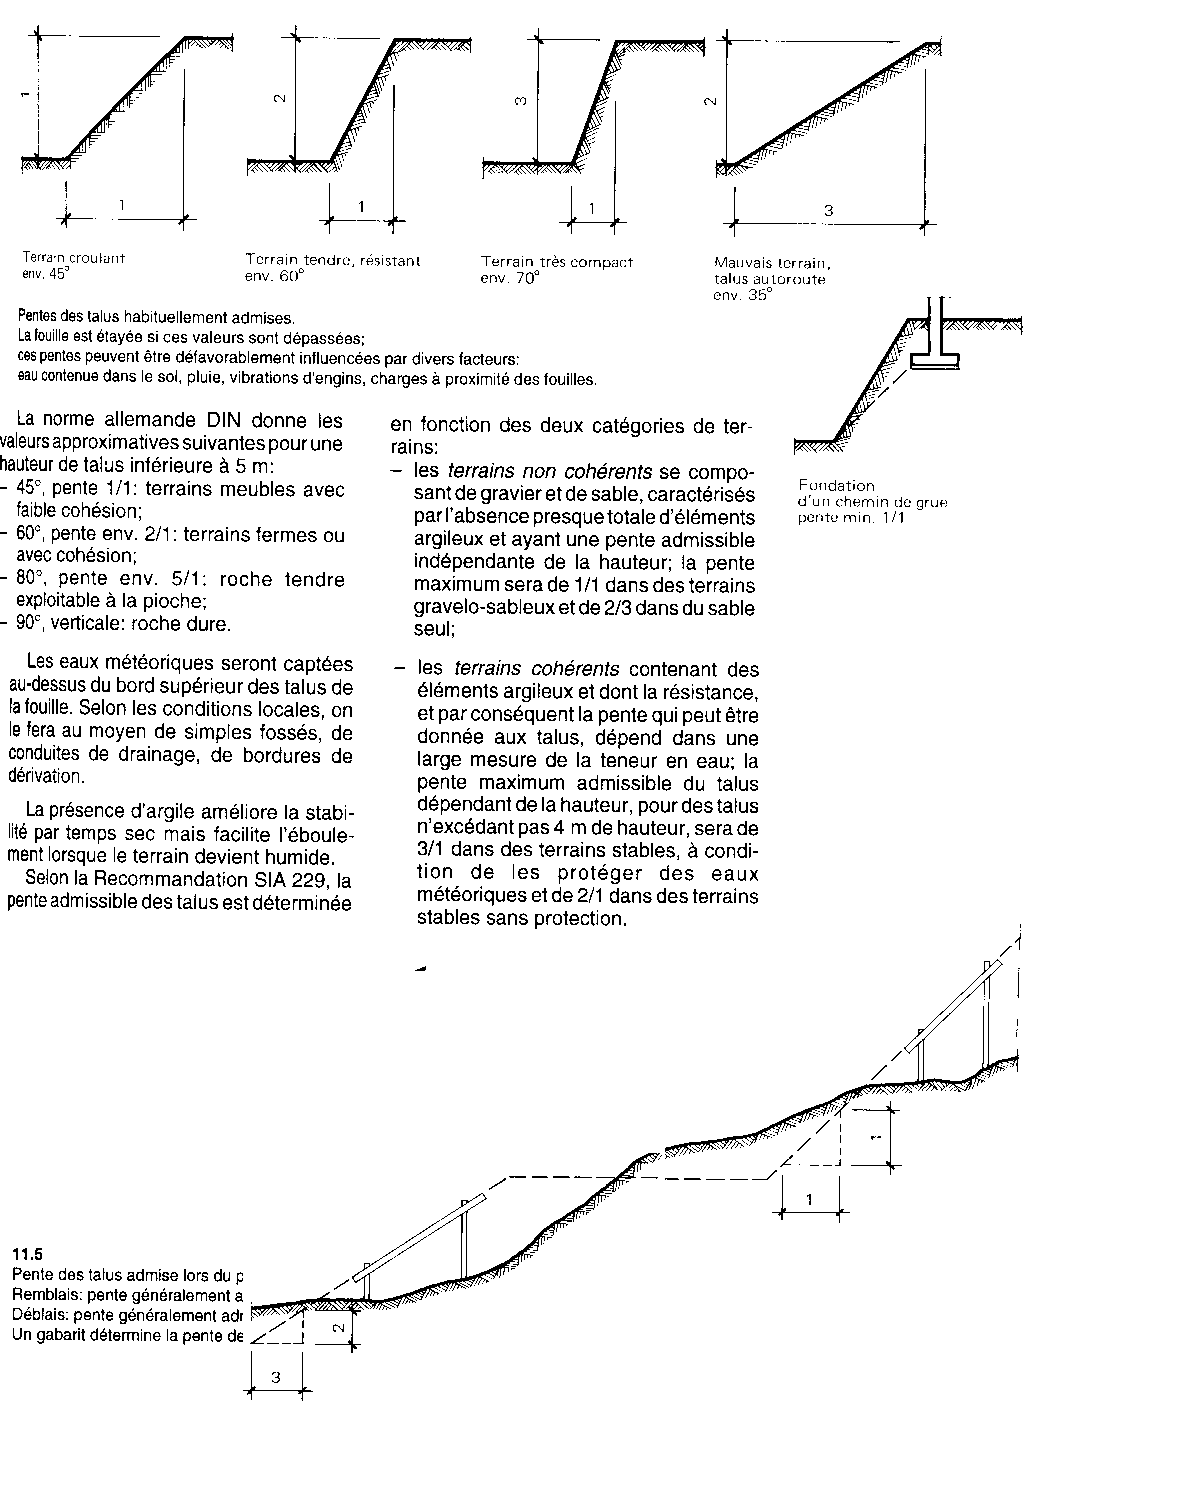 1
1
2
1
3
1
2
3
Terrain croulant
env. 45°
Terrain tendre, résistant
env. 60°
Terrain très compact
env. 70°
Mauvais terrain,
talus autoroute
env. 35°
Pentes des talus habituellement admises.
La fouille est étayée si ces valeurs sont dépassées;
ces pentes peuvent être défavorablement influencées par divers facteurs:
eau contenue dans le sol, pluie, vibrations d'engins, charges à proximité des fouilles.
Fondation
d'un chemin de grue
pente min. 1/1
La norme allemande DIN donne les
valeurs approximatives suivantes pour une
hauteur de talus inférieure à 5 m:
– 45°, pente 1/1: terrains meubles avec
faible cohésion;
– 60°, pente env. 2/1: terrains fermes ou
avec cohésion;
– 80°, pente env. 5/1: roche tendre
exploitable à la pioche;
– 90°, verticale: roche dure.
Les eaux météoriques seront captées
au-dessus du bord supérieur des talus de
la fouille. Selon les conditions locales, on
le fera au moyen de simples fossés, de
conduites de drainage, de bordures de
dérivation.
La présence d'argile améliore la stabi-
lité par temps sec mais facilite l'éboule-
ment lorsque le terrain devient humide.
Selon la Recommandation SIA 229, la
pente admissible des talus est déterminée
en fonction des deux catégories de ter-
rains:
– les terrains non cohérents se compo-
sant de gravier et de sable, caractérisés
par l'absence presque totale d'éléments
argileux et ayant une pente admissible
indépendante de la hauteur; la pente
maximum sera de 1/1 dans des terrains
gravelo-sableux et de 2/3 dans du sable
seul;
– les terrains cohérents contenant des
éléments argileux et dont la résistance,
et par conséquent la pente qui peut être
donnée aux talus, dépend dans une
large mesure de la teneur en eau; la
pente maximum admissible du talus
dépendant de la hauteur, pour des talus
n'excédant pas 4 m de hauteur, sera de
3/1 dans des terrains stables, à condi-
tion de les protéger des eaux
météoriques et de 2/1 dans des terrains
stables sans protection.
1
1
11.5
Pente des talus admise lors du p
Remblais: pente généralement a
Déblais: pente généralement adr
Un gabarit détermine la pente de
2
3